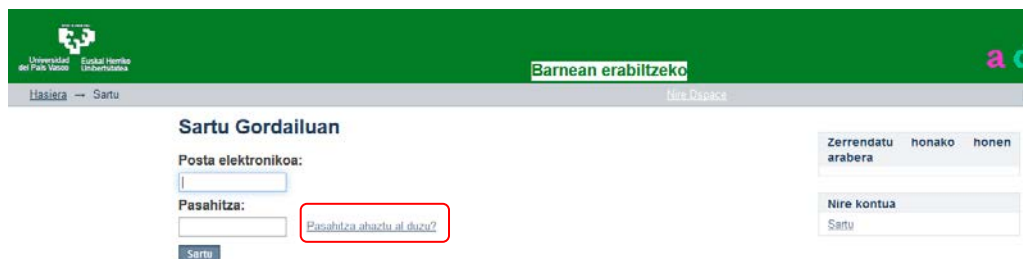 Universidad Euskal Herriko
del País Vasco Unibertsitatea
Barnean erabiltzeko
Hasiera → Sartu
Nire Dspace
Sartu Gordailuan
Posta elektronikoa:
Pasahitza:
Pasahitza ahaztu al duzu?
Sartu
Zerrendatu honako honen
arabera
Nire kontua
Sartu